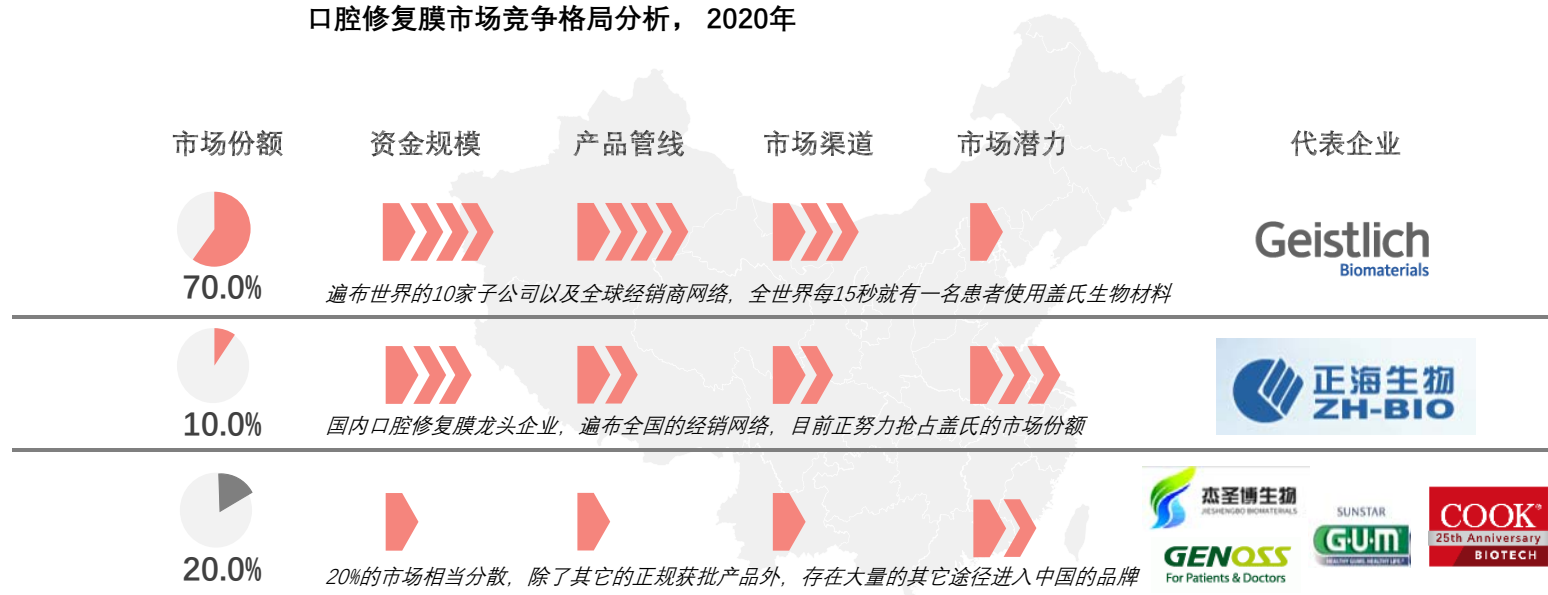 口腔修复膜市场竞争格局分析， 2020年
市场份额 资金规模 产品管线 市场渠道 市场潜力 代表企业
70.0%
遍布世界的10家子公司以及全球经销商网络，全世界每15秒就有一名患者使用盖氏生物材料
Geistlich
Biomaterials
10.0%
国内口腔修复膜龙头企业，遍布全国的经销网络，目前正努力抢占盖氏的市场份额
正海生物
ZH-BIO
20.0%
20%的市场相当分散，除了其它的正规获批产品外，存在大量的其它途径进入中国的品牌
杰圣博生物
JIESHENGBO BIOMATERIALS
GENOSS
For Patients & Doctors
SUNSTAR
G·U·M
HEALTHY GUMS. HEALTHY LIFE.®
COOK®
25th Anniversary
BIOTECH